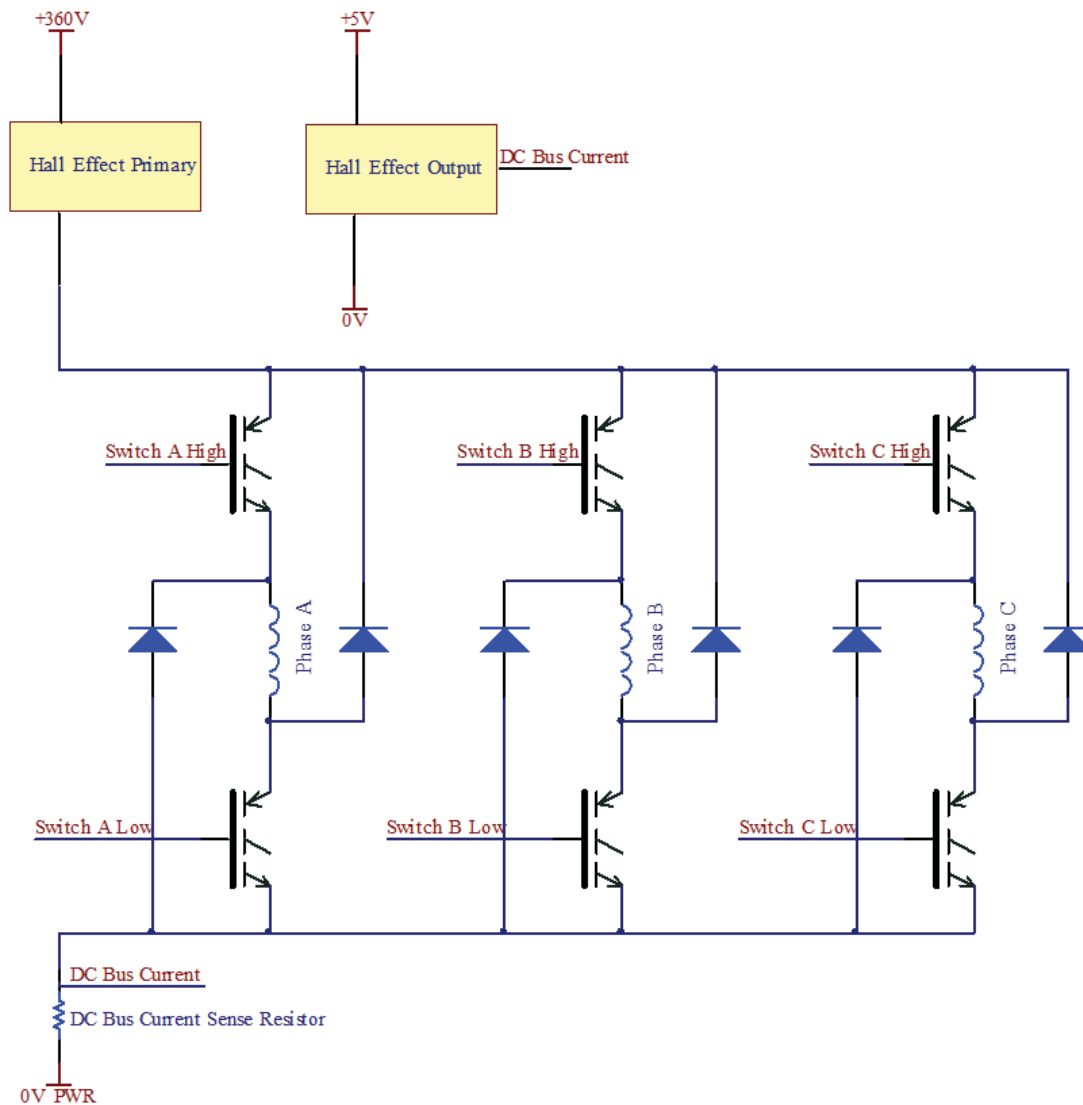 +360V
+5V
Hall Effect Primary
Hall Effect Output
DC Bus Current
0V
Switch A High
Switch B High
Switch C High
Phase A
Phase B
Phase C
Switch A Low
Switch B Low
Switch C Low
DC Bus Current
DC Bus Current Sense Resistor
0V PWR